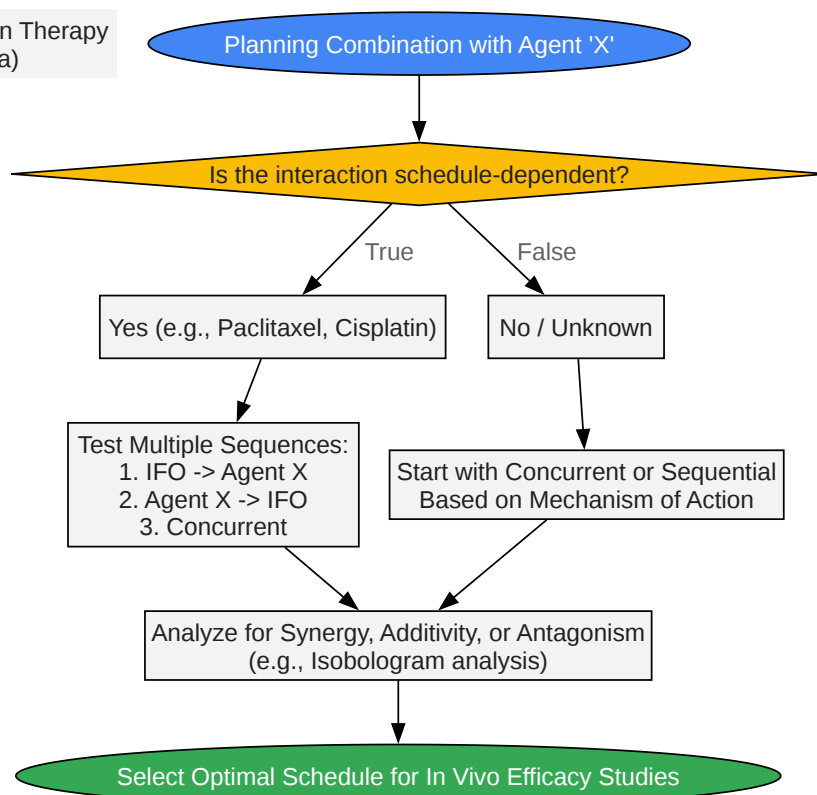 n Therapy
a)
Planning Combination with Agent 'X'
Is the interaction schedule-dependent?
True
False
Yes (e.g., Paclitaxel, Cisplatin)
No / Unknown
Test Multiple Sequences:
1. IFO -> Agent X
2. Agent X -> IFO
3. Concurrent
Start with Concurrent or Sequential
Based on Mechanism of Action
Analyze for Synergy, Additivity, or Antagonism
(e.g., Isobologram analysis)
Select Optimal Schedule for In Vivo Efficacy Studies